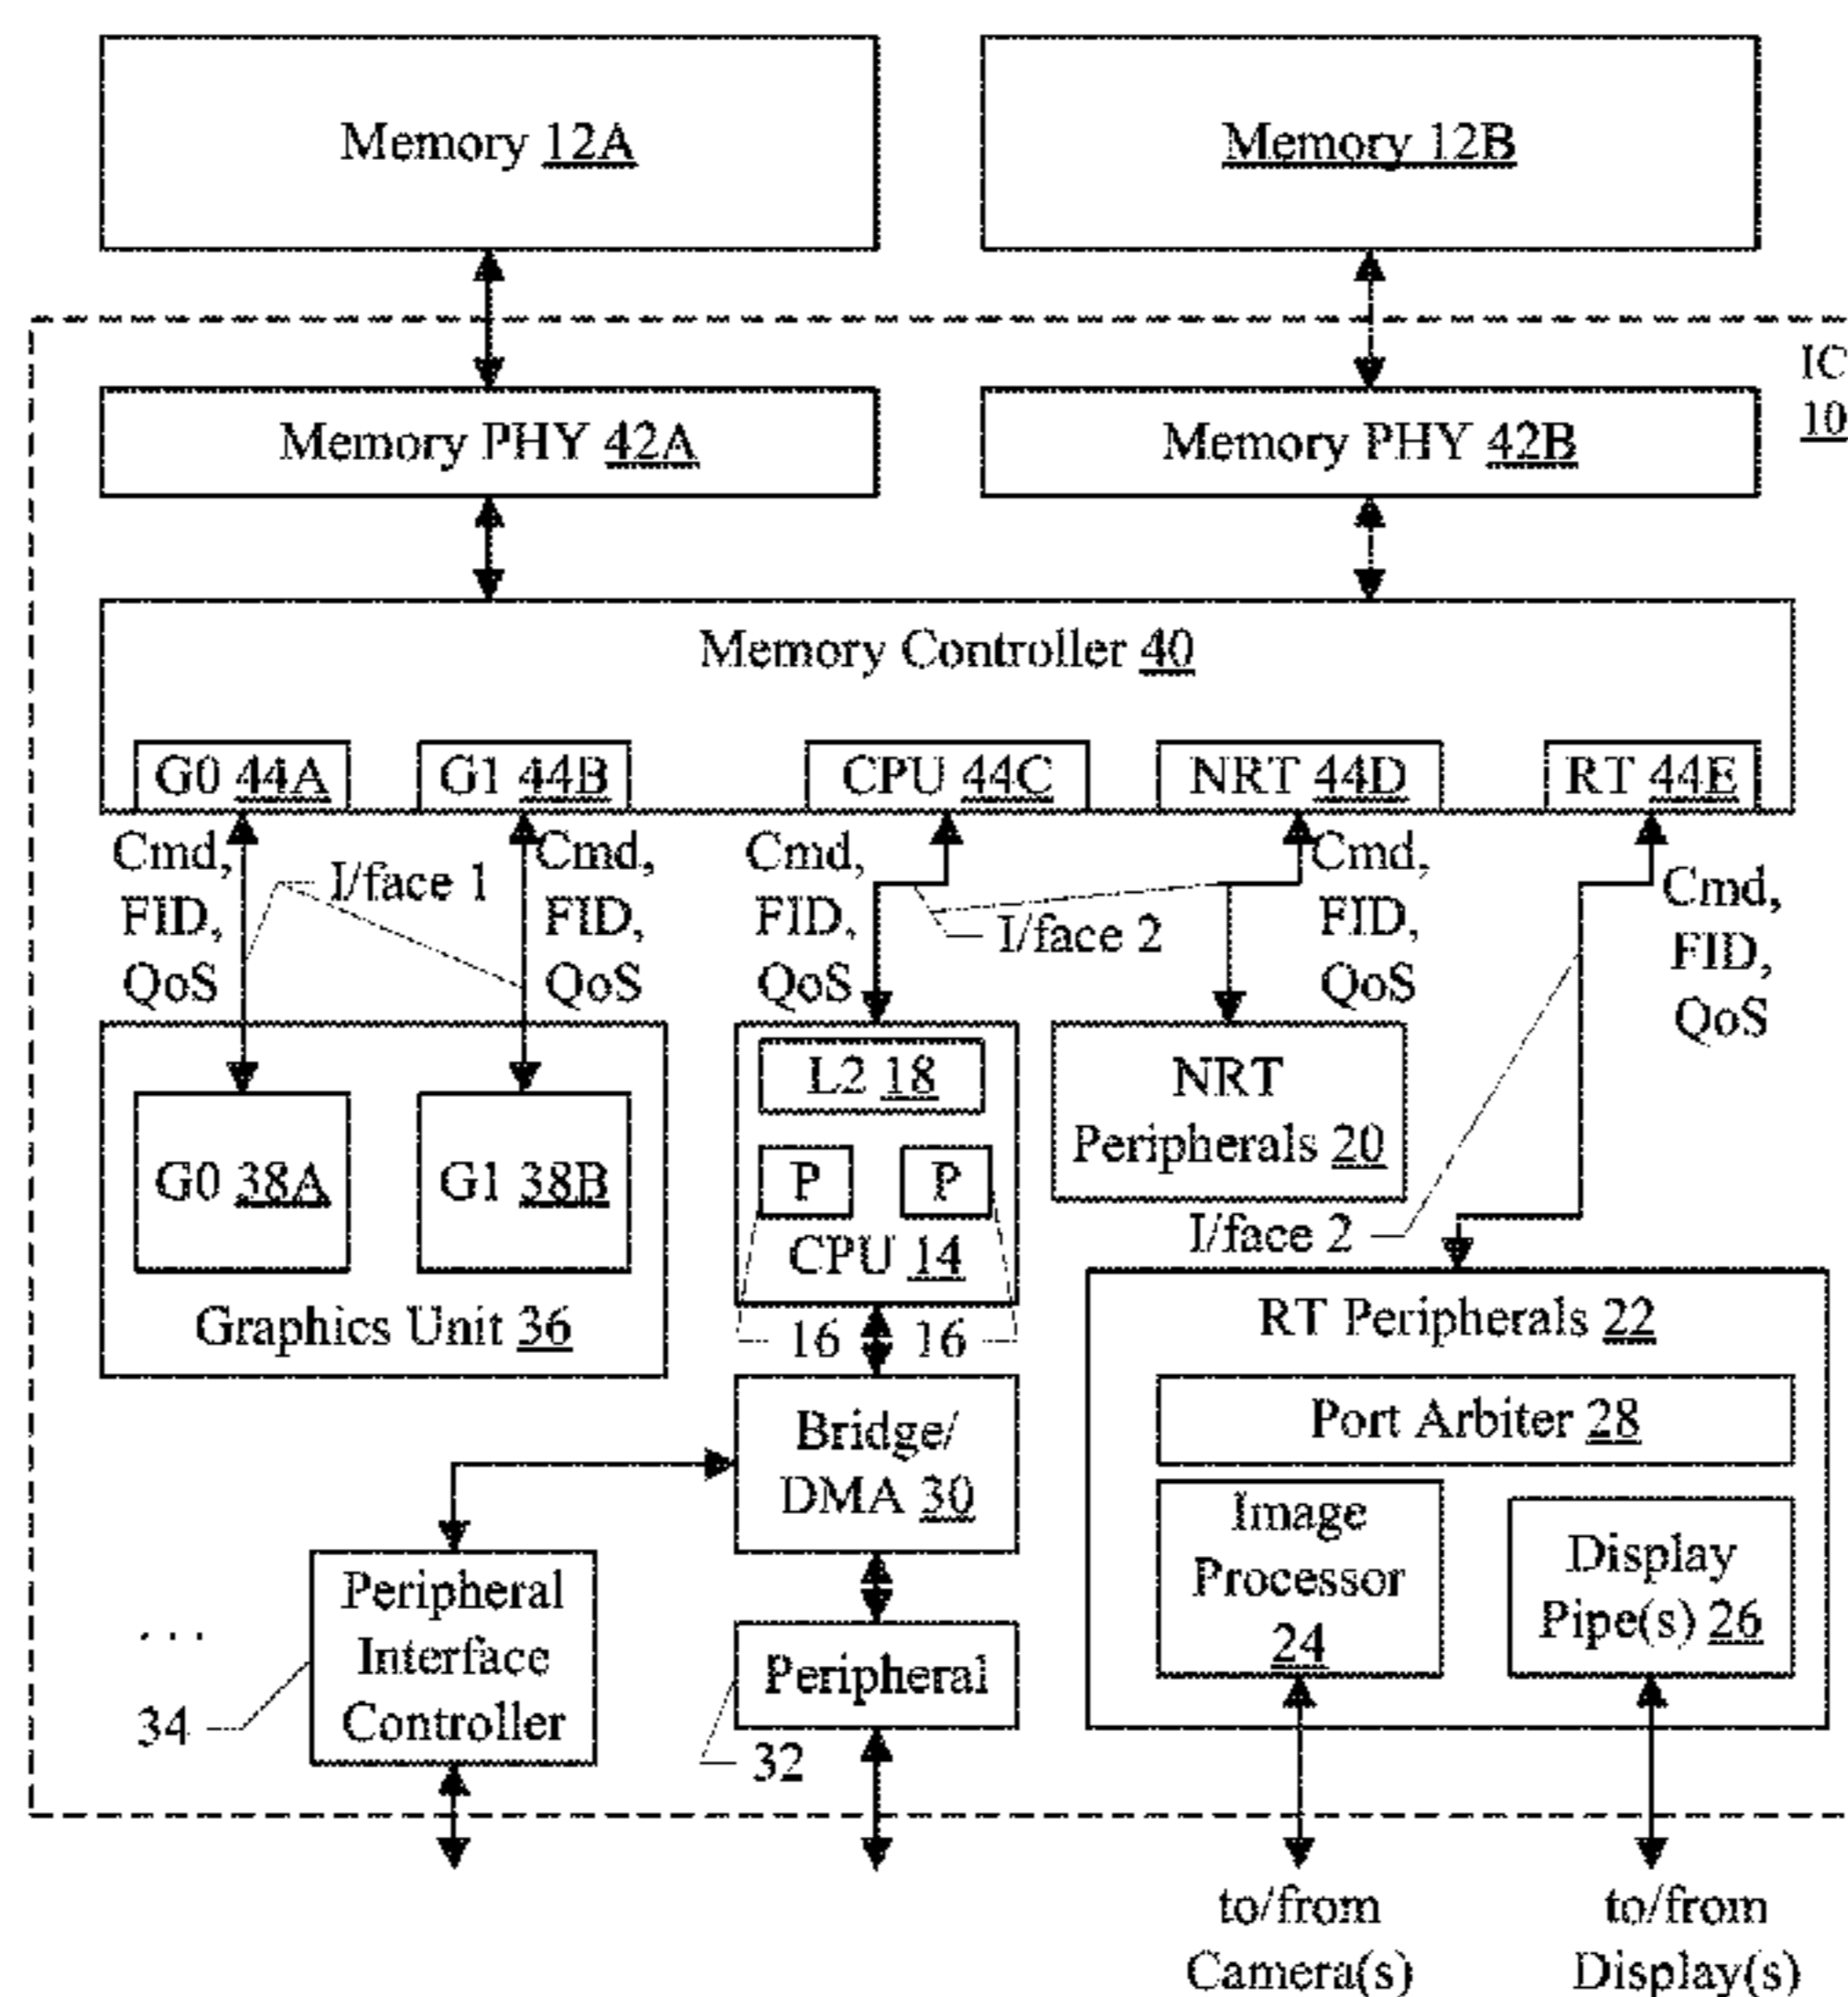 Memory 12A
Memory 12B
IC
10
Memory PHY 42A
Memory PHY 42B
Memory Controller 40
G0 44A
G1 44B
CPU 44C
NRT 44D
RT 44E
Cmd,
FID,
QoS
I/face 1
Cmd,
FID,
QoS
Cmd,
FID,
QoS
I/face 2
Cmd,
FID,
QoS
Cmd,
FID,
QoS
G0 38A
G1 38B
Graphics Unit 36
L2 18
P
P
CPU 14
16
16
NRT
Peripherals 20
I/face 2
RT Peripherals 22
Port Arbiter 28
Image
Processor
24
Display
Pipe(s) 26
Bridge/
DMA 30
. . .
Peripheral
Interface
Controller
34
Peripheral
32
to/from
Camera(s)
to/from
Display(s)